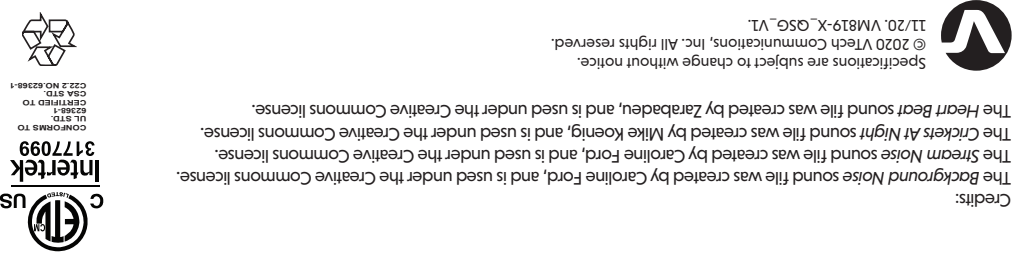 Credits:
The Background Noise sound file was created by Caroline Ford, and is used under the Creative Commons license.
The Stream Noise sound file was created by Caroline Ford, and is used under the Creative Commons license.
The Crickets At Night sound file was created by Mike Koenig, and is used under the Creative Commons license.
The Heart Beat sound file was created by Zarabadeu, and is used under the Creative Commons license.
Specifications are subject to change without notice.
© 2020 VTech Communications, Inc. All rights reserved.
11/20. VM819-X_QSG_V1.
ETL CM
LISTED
C US
Intertek
3177099
CONFORMS TO
UL STD.
62368-1
CERTIFIED TO
CSA STD.
C22.2 NO.62368-1